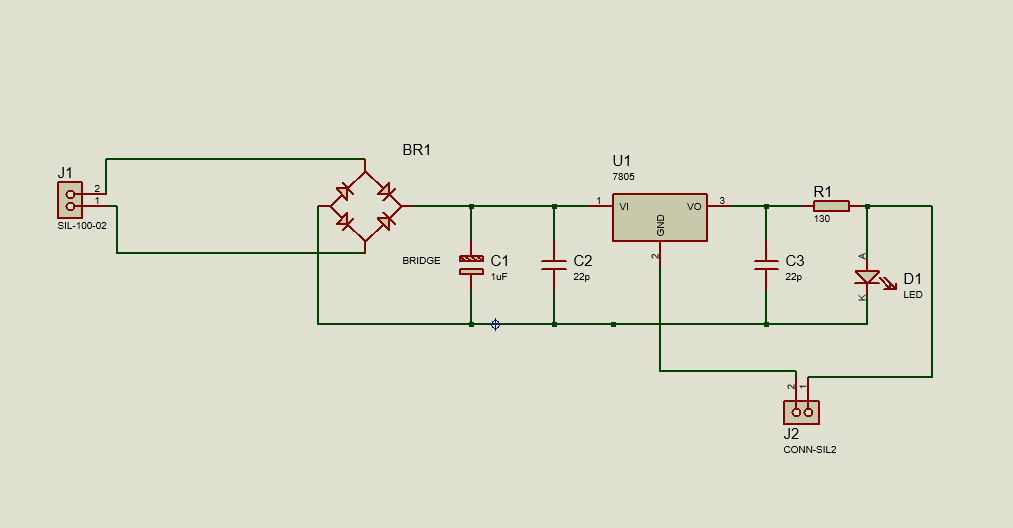 BR1
J1
2
1
SIL-100-02
U1
7805
1
VI
VO
3
GND
2
R1
130
BRIDGE
C1
1uF
C2
22p
C3
22p
A
K
D1
LED
2
1
J2
CONN-SIL2